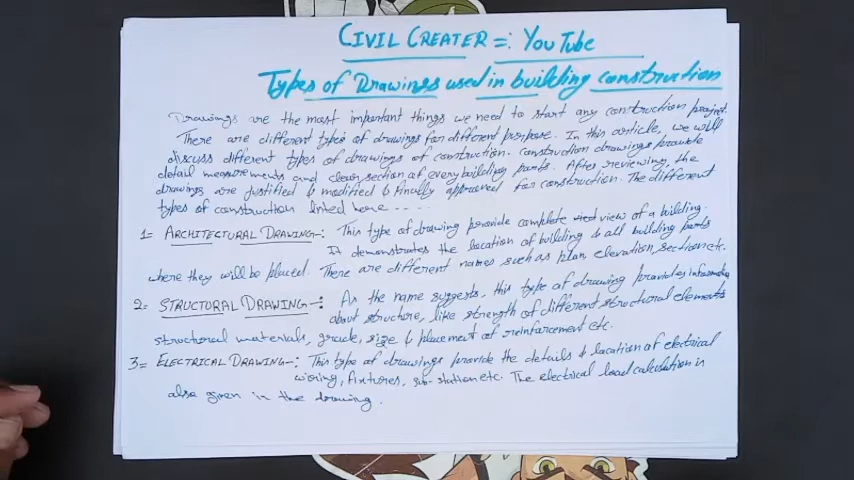 CIVIL CREATER =: YouTube
Types of Drawings used in building construction
Drawings are the most important things we need to start any construction project.
There are different types of drawings for different purpose. In this article, we will
discuss different types of drawings of construction. Construction drawings provide
detail measurements and clear section of every building parts. After reviewing, the
drawings are justified & modified & finally approved for construction. The different
types of construction listed here ....
1= ARCHITECTURAL DRAWING-: This type of drawing provide complete view of a building.
It demonstrates the location of building & all building parts
where they will be placed. There are different names such as plan, elevation, section etc.
2= STRUCTURAL DRAWING-: As the name suggests, this type of drawing provides information
about structure, like strength of different structural elements
structural materials, grade, size & placement of reinforcement etc.
3= ELECTRICAL DRAWING-: This type of drawings provide the details & location of electrical
wiring, fixtures, sub-station etc. The electrical load calculation is
also given in the drawing.